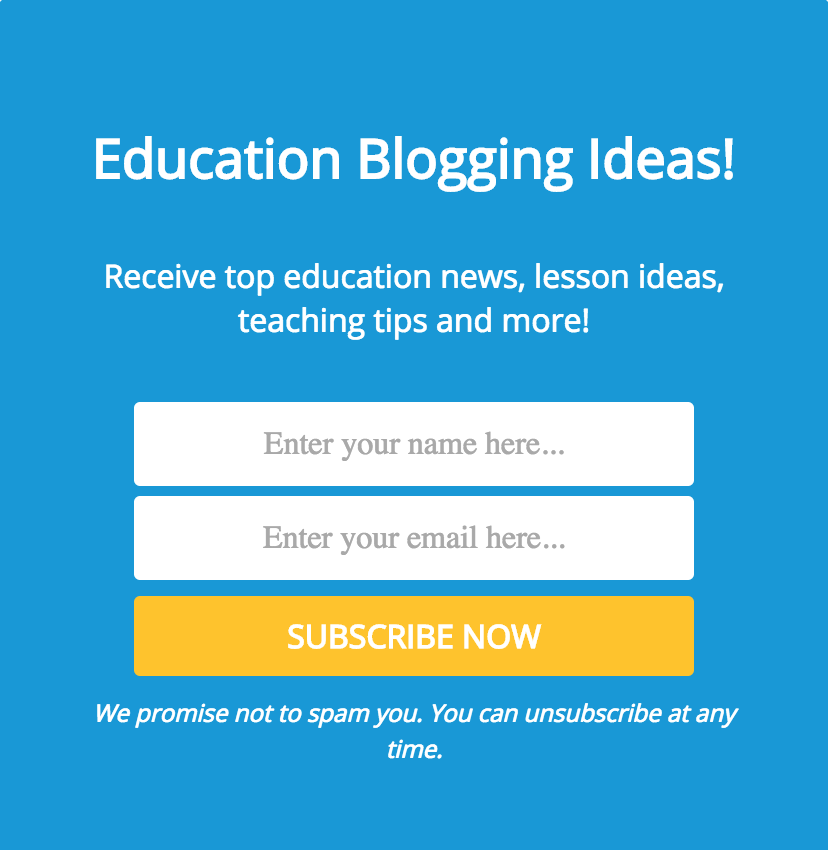 Education Blogging Ideas!
Receive top education news, lesson ideas,
teaching tips and more!
Enter your name here...
Enter your email here...
SUBSCRIBE NOW
We promise not to spam you. You can unsubscribe at any
time.